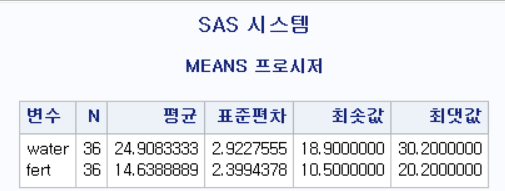 SAS 시스템
MEANS 프로시저
변수 N 평균 표준편차 최솟값 최댓값
water 36 24.9083333 2.9227555 18.9000000 30.2000000
fert 36 14.6388889 2.3994378 10.5000000 20.2000000